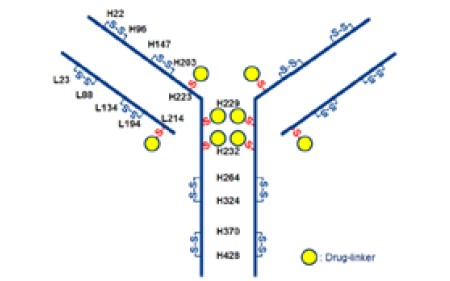 H22
H96
S-S
H147
S-S
H203
S-S
S
S
L23
S-S
L88
H223
H229
L134
S-S
L214
S
S
S
S
L194
S
S
S-S
H232
H264
S-S
S-S
H324
H370
S-S
S-S
H428
: Drug-linker